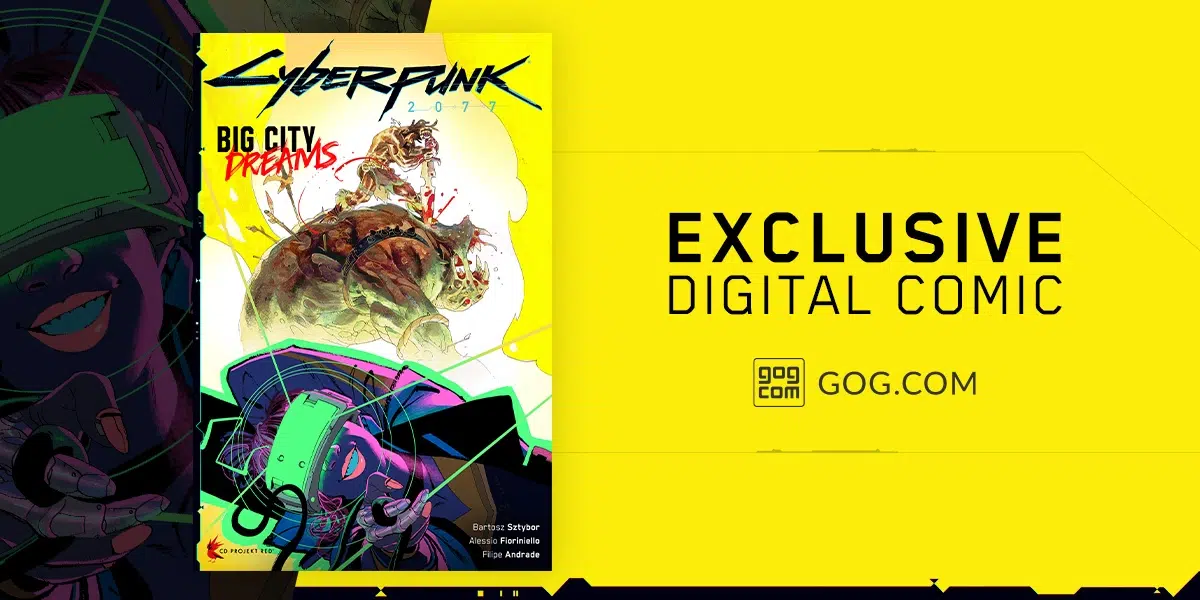 CYBERPUNK
2077
BIG CITY
DREAMS
CD PROJEKT RED
Bartosz Sztybor
Alessio Fioriniello
Filipe Andrade
EXCLUSIVE
DIGITAL COMIC
gog
com
GOG.COM